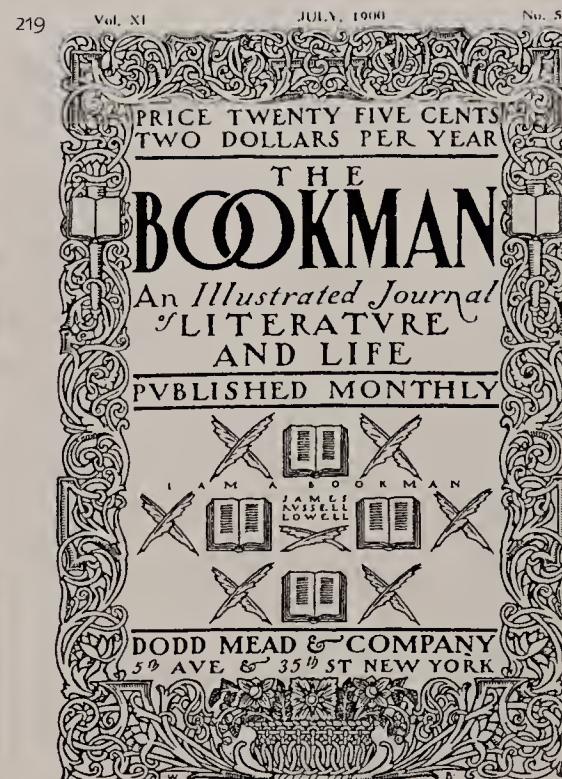 219
Vol. XI JULY, 1900 No. 5
PRICE TWENTY FIVE CENTS
TWO DOLLARS PER YEAR
THE
BOOKMAN
An Illustrated Journal
of LITERATVRE
AND LIFE
PVBLISHED MONTHLY
I AM A BOOKMAN
JAMES
RVSSELL
LOWELL
DODD MEAD & COMPANY
5th AVE & 35th ST NEW YORK
W B